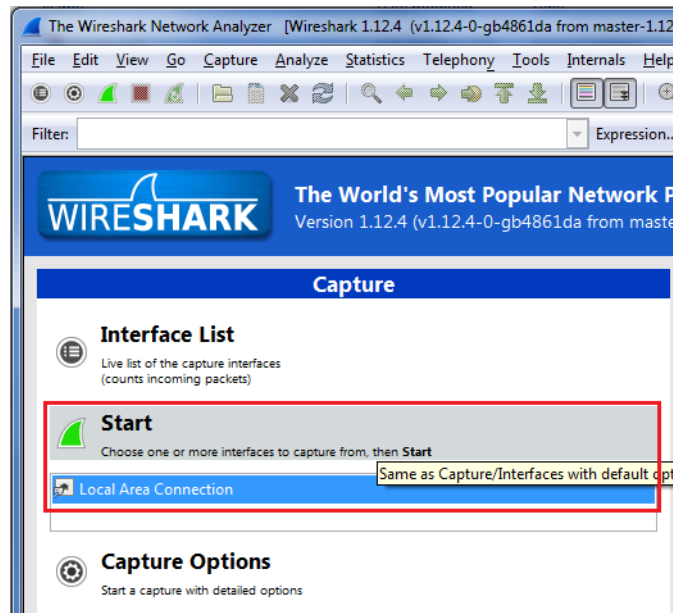 The Wireshark Network Analyzer [Wireshark 1.12.4 (v1.12.4-0-gb4861da from master-1.12
File Edit View Go Capture Analyze Statistics Telephony Tools Internals Help
Filter: Expression..
WIRESHARK
The World's Most Popular Network P
Version 1.12.4 (v1.12.4-0-gb4861da from maste
Capture
Interface List
Live list of the capture interfaces
(counts incoming packets)
Start
Choose one or more interfaces to capture from, then Start
Same as Capture/Interfaces with default opt
Local Area Connection
Capture Options
Start a capture with detailed options